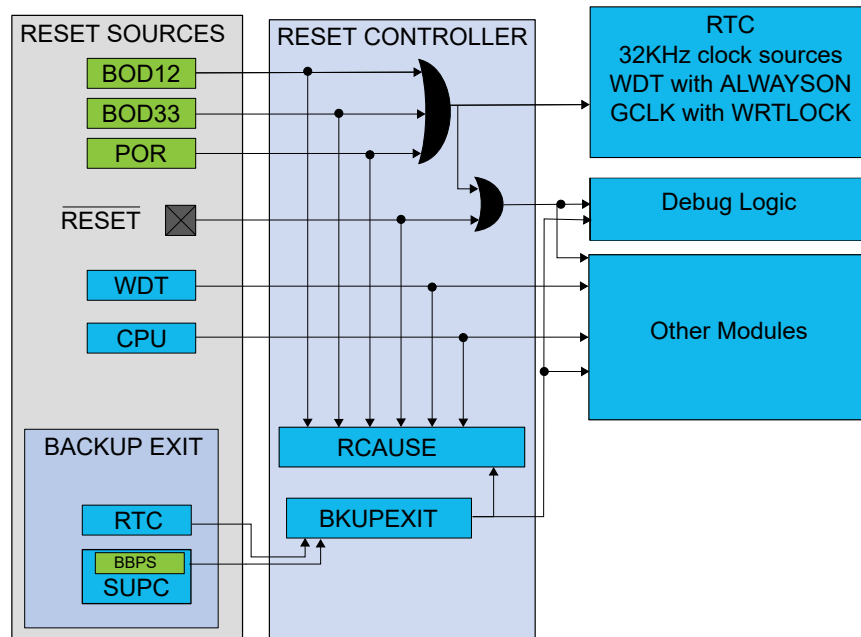 RESET SOURCES
BOD12
BOD33
POR
RESET
WDT
CPU
BACKUP EXIT
RTC
BBPS
SUPC
RESET CONTROLLER
RCAUSE
BKUPEXIT
RTC
32KHz clock sources
WDT with ALWAYSON
GCLK with WRTLOCK
Debug Logic
Other Modules